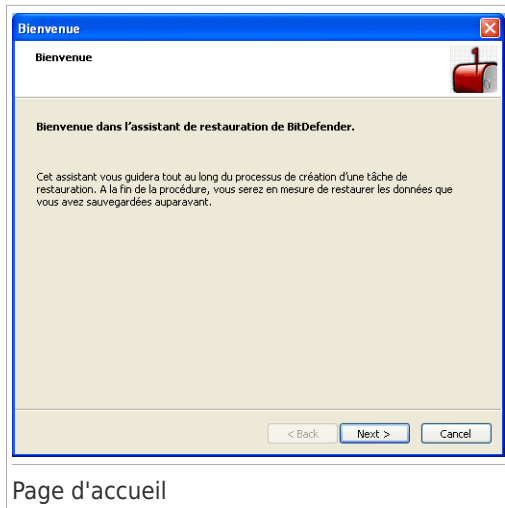 Bienvenue
Bienvenue
Bienvenue dans l'assistant de restauration de BitDefender.
Cet assistant vous guidera tout au long du processus de création d'une tâche de
restauration. A la fin de la procédure, vous serez en mesure de restaurer les données que
vous avez sauvegardées auparavant.
< Back Next > Cancel
Page d'accueil